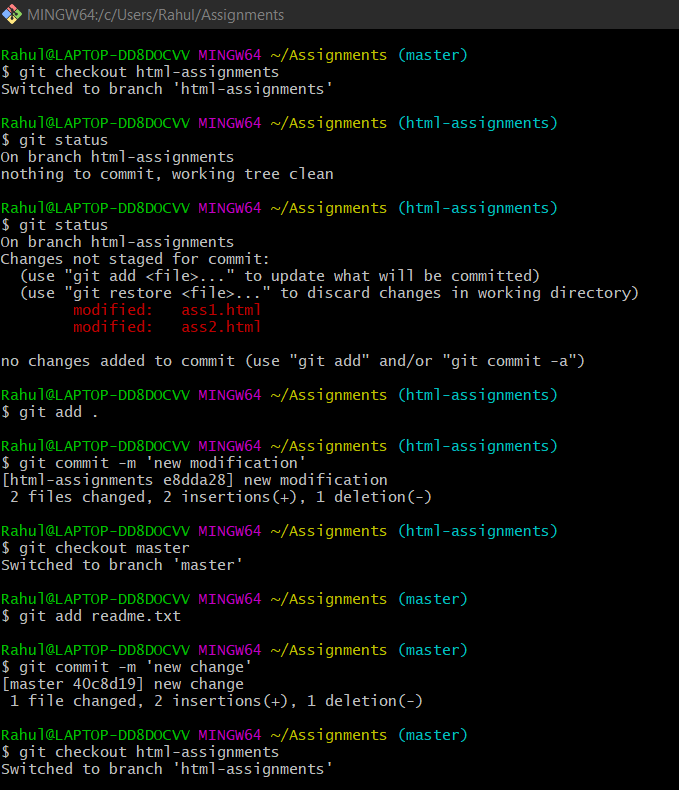 MINGW64:/c/Users/Rahul/Assignments
Rahul@LAPTOP-DD8DOCVV MINGW64 ~/Assignments (master)
$ git checkout html-assignments
Switched to branch 'html-assignments'
Rahul@LAPTOP-DD8DOCVV MINGW64 ~/Assignments (html-assignments)
$ git status
On branch html-assignments
nothing to commit, working tree clean
Rahul@LAPTOP-DD8DOCVV MINGW64 ~/Assignments (html-assignments)
$ git status
On branch html-assignments
Changes not staged for commit:
  (use "git add <file>..." to update what will be committed)
  (use "git restore <file>..." to discard changes in working directory)
        modified:   ass1.html
        modified:   ass2.html
no changes added to commit (use "git add" and/or "git commit -a")
Rahul@LAPTOP-DD8DOCVV MINGW64 ~/Assignments (html-assignments)
$ git add .
Rahul@LAPTOP-DD8DOCVV MINGW64 ~/Assignments (html-assignments)
$ git commit -m 'new modification'
[html-assignments e8dda28] new modification
 2 files changed, 2 insertions(+), 1 deletion(-)
Rahul@LAPTOP-DD8DOCVV MINGW64 ~/Assignments (html-assignments)
$ git checkout master
Switched to branch 'master'
Rahul@LAPTOP-DD8DOCVV MINGW64 ~/Assignments (master)
$ git add readme.txt
Rahul@LAPTOP-DD8DOCVV MINGW64 ~/Assignments (master)
$ git commit -m 'new change'
[master 40c8d19] new change
 1 file changed, 2 insertions(+), 1 deletion(-)
Rahul@LAPTOP-DD8DOCVV MINGW64 ~/Assignments (master)
$ git checkout html-assignments
Switched to branch 'html-assignments'